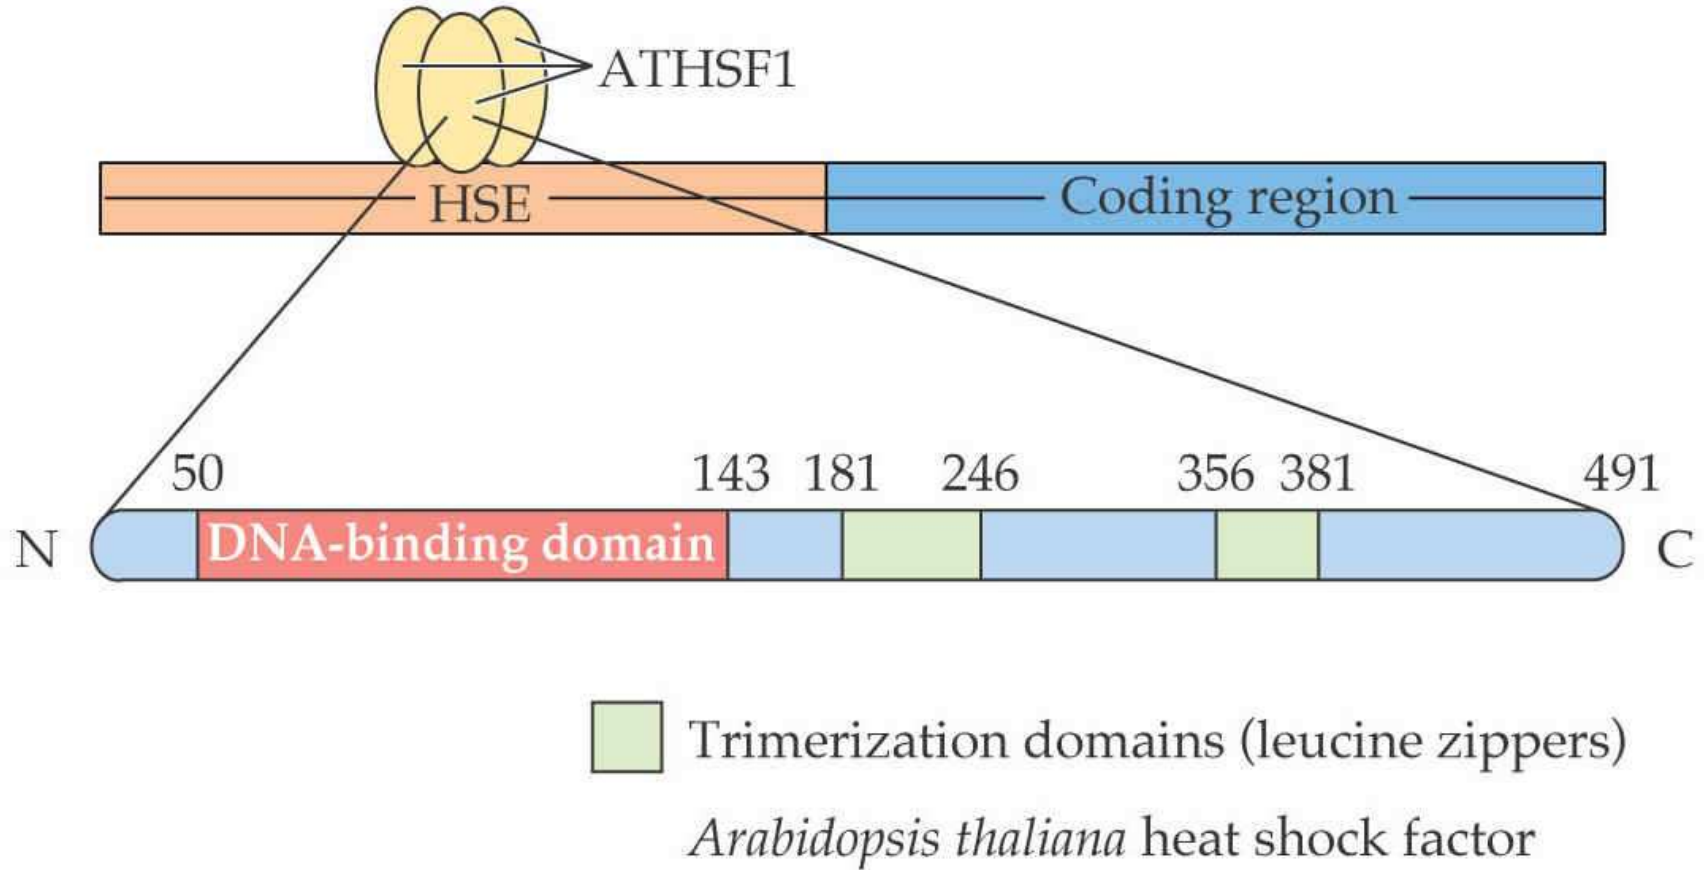 ATHSF1
HSE
Coding region
50 143 181 246 356 381 491
N DNA-binding domain C
Trimerization domains (leucine zippers)
Arabidopsis thaliana heat shock factor